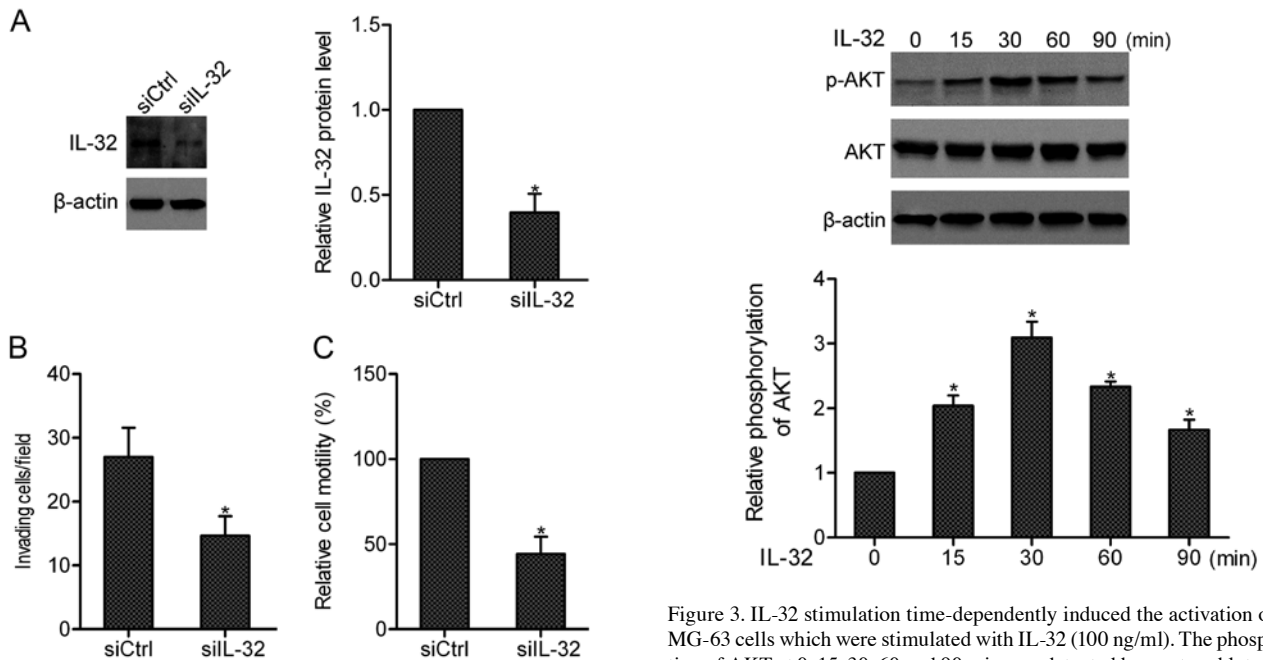 A
siCtrl
siIL-32
IL-32
β-actin
Relative IL-32 protein level
1.5
1.0
0.5
0.0
*
siCtrl
siIL-32
B
Invading cells/field
40
30
20
10
0
*
siCtrl
siIL-32
C
Relative cell motility (%)
150
100
50
0
*
siCtrl
siIL-32
IL-32 0 15 30 60 90 (min)
p-AKT
AKT
β-actin
Relative phosphorylation
of AKT
4
3
2
1
0
*
*
*
*
IL-32 0 15 30 60 90 (min)
Figure 3. IL-32 stimulation time-dependently induced the activation
MG-63 cells which were stimulated with IL-32 (100 ng/ml). The